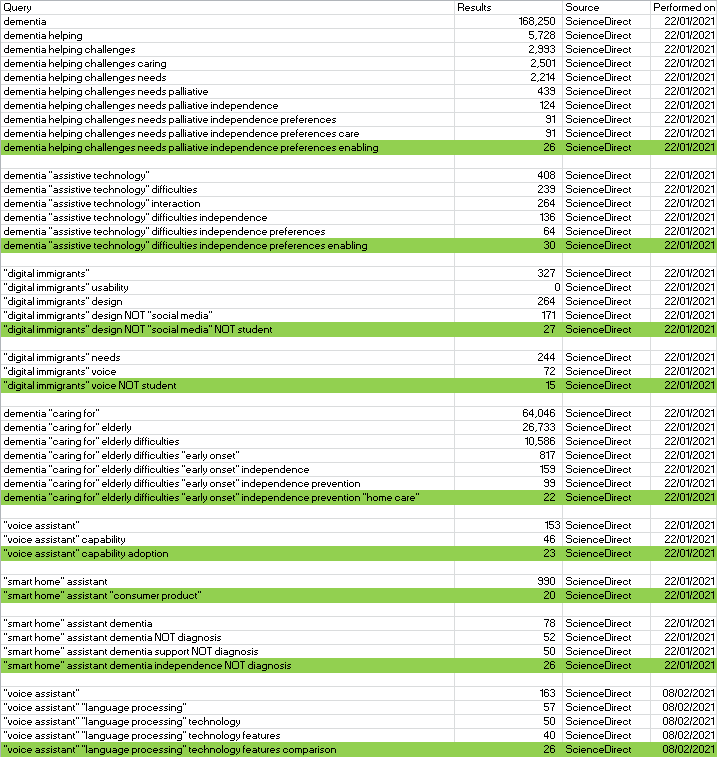 Query Results Source Performed on
dementia 168,250 ScienceDirect 22/01/2021
dementia helping 5,728 ScienceDirect 22/01/2021
dementia helping challenges 2,993 ScienceDirect 22/01/2021
dementia helping challenges caring 2,501 ScienceDirect 22/01/2021
dementia helping challenges needs 2,214 ScienceDirect 22/01/2021
dementia helping challenges needs palliative 439 ScienceDirect 22/01/2021
dementia helping challenges needs palliative independence 124 ScienceDirect 22/01/2021
dementia helping challenges needs palliative independence preferences 91 ScienceDirect 22/01/2021
dementia helping challenges needs palliative independence preferences care 91 ScienceDirect 22/01/2021
dementia helping challenges needs palliative independence preferences enabling 26 ScienceDirect 22/01/2021
dementia "assistive technology" 408 ScienceDirect 22/01/2021
dementia "assistive technology" difficulties 239 ScienceDirect 22/01/2021
dementia "assistive technology" interaction 264 ScienceDirect 22/01/2021
dementia "assistive technology" difficulties independence 136 ScienceDirect 22/01/2021
dementia "assistive technology" difficulties independence preferences 64 ScienceDirect 22/01/2021
dementia "assistive technology" difficulties independence preferences enabling 30 ScienceDirect 22/01/2021
"digital immigrants" 327 ScienceDirect 22/01/2021
"digital immigrants" usability 0 ScienceDirect 22/01/2021
"digital immigrants" design 264 ScienceDirect 22/01/2021
"digital immigrants" design NOT "social media" 171 ScienceDirect 22/01/2021
"digital immigrants" design NOT "social media" NOT student 27 ScienceDirect 22/01/2021
"digital immigrants" needs 244 ScienceDirect 22/01/2021
"digital immigrants" voice 72 ScienceDirect 22/01/2021
"digital immigrants" voice NOT student 15 ScienceDirect 22/01/2021
dementia "caring for" 64,046 ScienceDirect 22/01/2021
dementia "caring for" elderly 26,733 ScienceDirect 22/01/2021
dementia "caring for" elderly difficulties 10,586 ScienceDirect 22/01/2021
dementia "caring for" elderly difficulties "early onset" 817 ScienceDirect 22/01/2021
dementia "caring for" elderly difficulties "early onset" independence 159 ScienceDirect 22/01/2021
dementia "caring for" elderly difficulties "early onset" independence prevention 99 ScienceDirect 22/01/2021
dementia "caring for" elderly difficulties "early onset" independence prevention "home care" 22 ScienceDirect 22/01/2021
"voice assistant" 153 ScienceDirect 22/01/2021
"voice assistant" capability 46 ScienceDirect 22/01/2021
"voice assistant" capability adoption 23 ScienceDirect 22/01/2021
"smart home" assistant 990 ScienceDirect 22/01/2021
"smart home" assistant "consumer product" 20 ScienceDirect 22/01/2021
"smart home" assistant dementia 78 ScienceDirect 22/01/2021
"smart home" assistant dementia NOT diagnosis 52 ScienceDirect 22/01/2021
"smart home" assistant dementia support NOT diagnosis 50 ScienceDirect 22/01/2021
"smart home" assistant dementia independence NOT diagnosis 26 ScienceDirect 22/01/2021
"voice assistant" 163 ScienceDirect 08/02/2021
"voice assistant" "language processing" 57 ScienceDirect 08/02/2021
"voice assistant" "language processing" technology 50 ScienceDirect 08/02/2021
"voice assistant" "language processing" technology features 40 ScienceDirect 08/02/2021
"voice assistant" "language processing" technology features comparison 26 ScienceDirect 08/02/2021